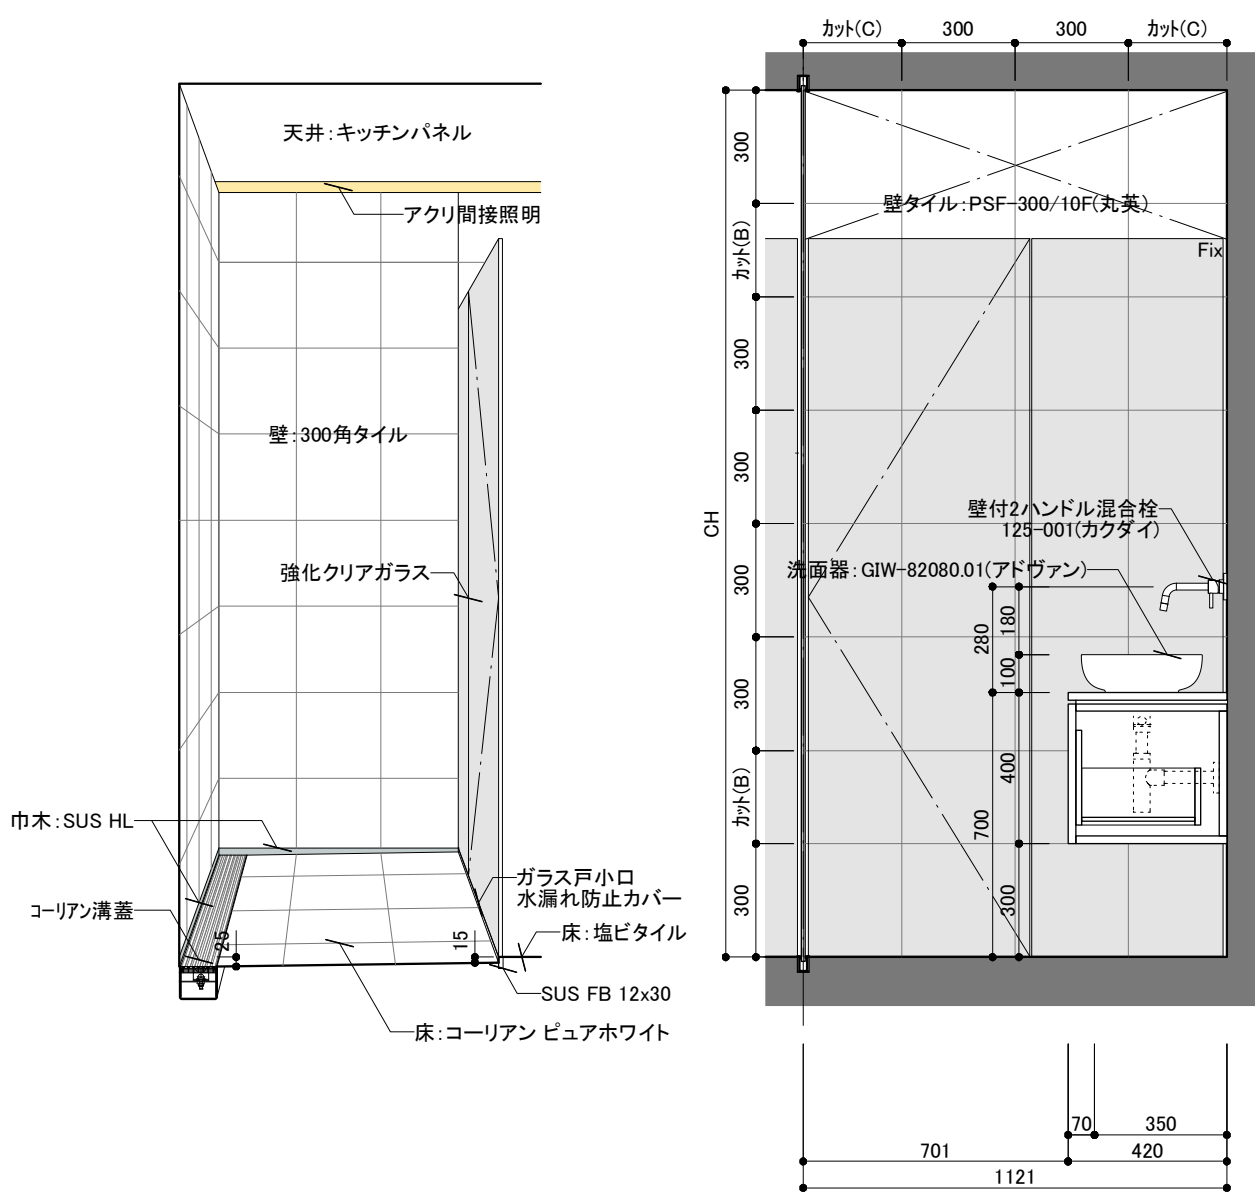 天井:キッチンパネル
アクリ間接照明
壁:300角タイル
強化クリアガラス
巾木:SUS HL
コーリアン溝蓋
25
15
ガラス戸小口
水漏れ防止カバー
床:塩ビタイル
SUS FB 12x30
床:コーリアン ピュアホワイト
カット(C)
300
300
カット(C)
CH
300
カット(B)
300
300
300
300
カット(B)
300
壁タイル:PSF-300/10F(丸英)
Fix
壁付2ハンドル混合栓
125-001(カクダイ)
洗面器:GIW-82080.01(アドヴァン)
280
180
100
400
700
300
70
350
701
420
1121